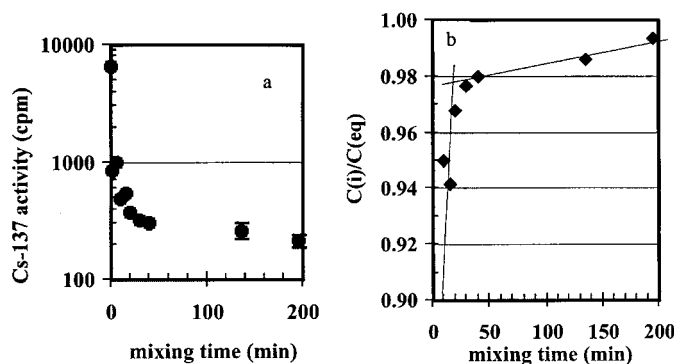 10000
1000
100
Cs-137 activity (cpm)
a
0
100
200
mixing time (min)
1.00
0.98
0.96
0.94
0.92
0.90
C(i)/C(eq)
b
0
50
100
150
200
mixing time (min)